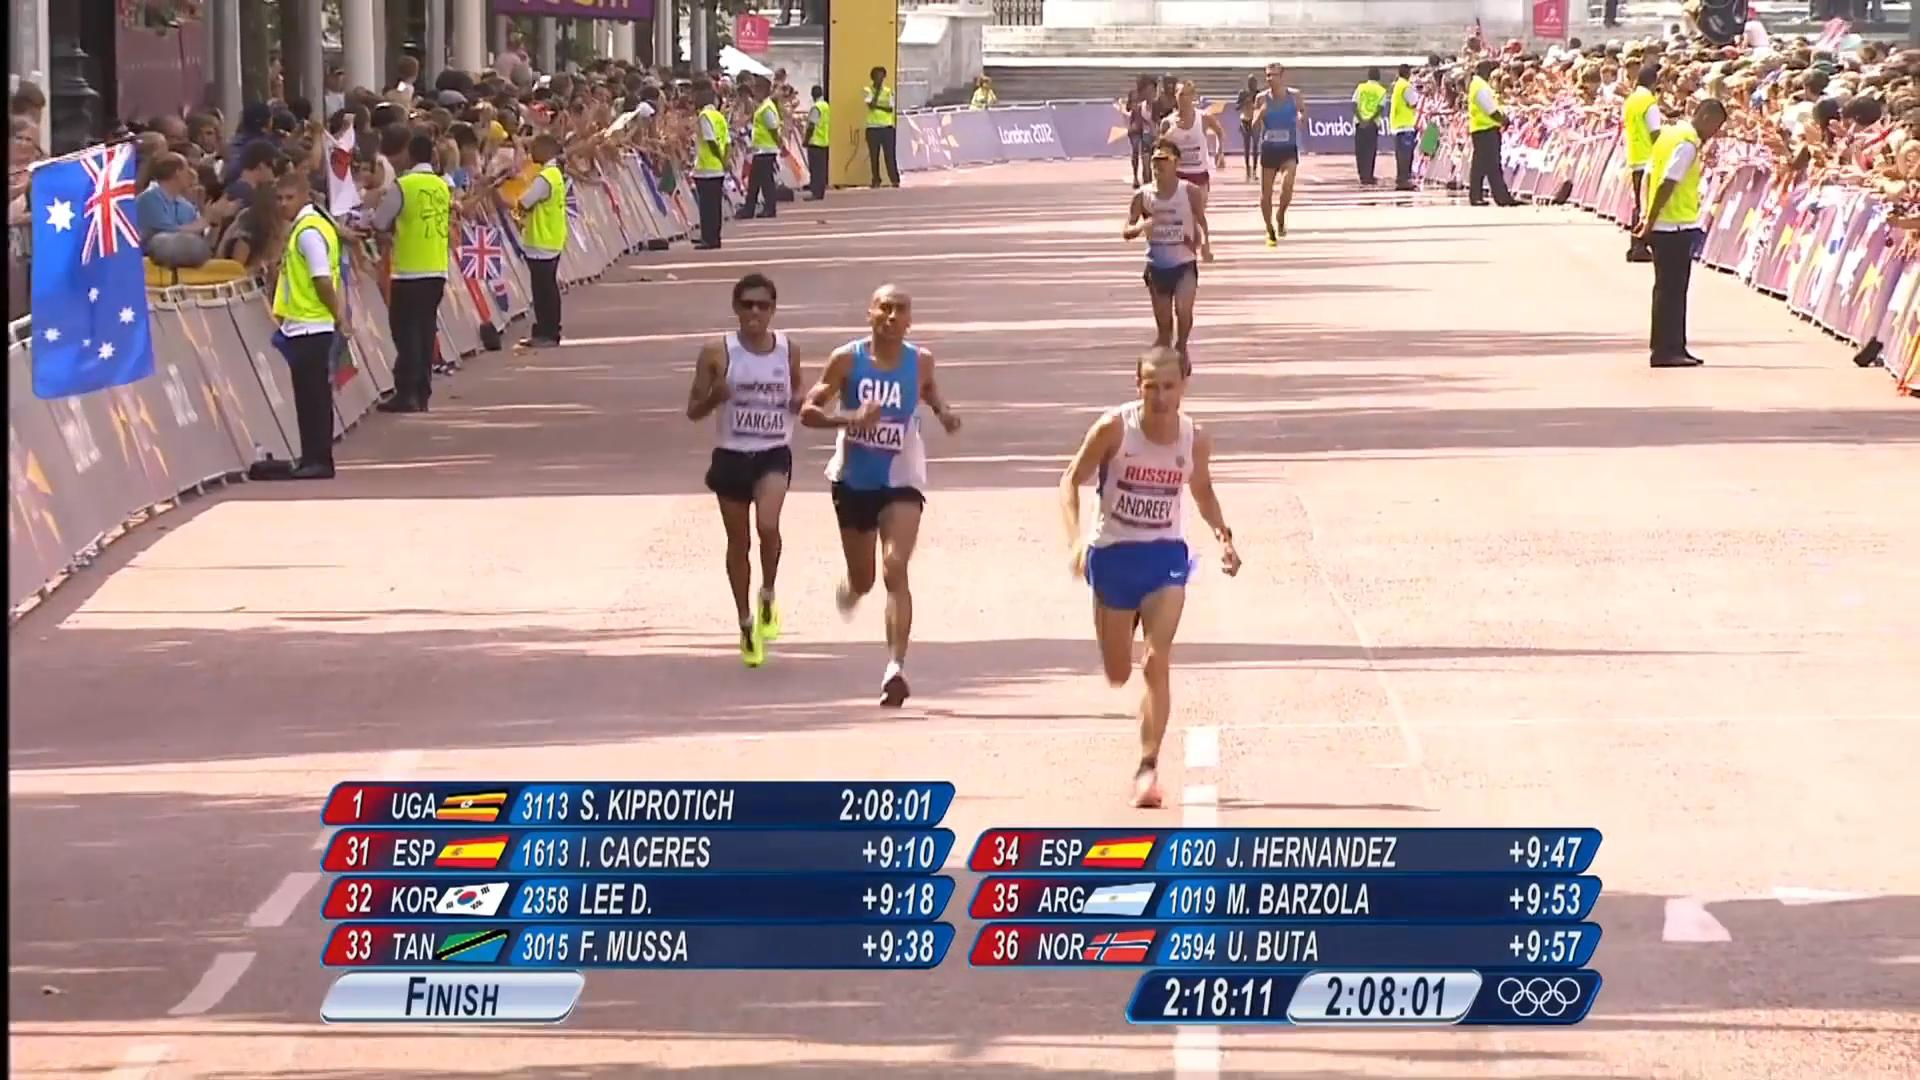 London 2012
London
GUA
VARGAS
GARCIA
RUSSIA
ANDREEV
1 UGA 3113 S. KIPROTICH 2:08:01
31 ESP 1613 I. CACERES +9:10
32 KOR 2358 LEE D. +9:18
33 TAN 3015 F. MUSSA +9:38
34 ESP 1620 J. HERNANDEZ +9:47
35 ARG 1019 M. BARZOLA +9:53
36 NOR 2594 U. BUTA +9:57
FINISH
2:18:11 2:08:01